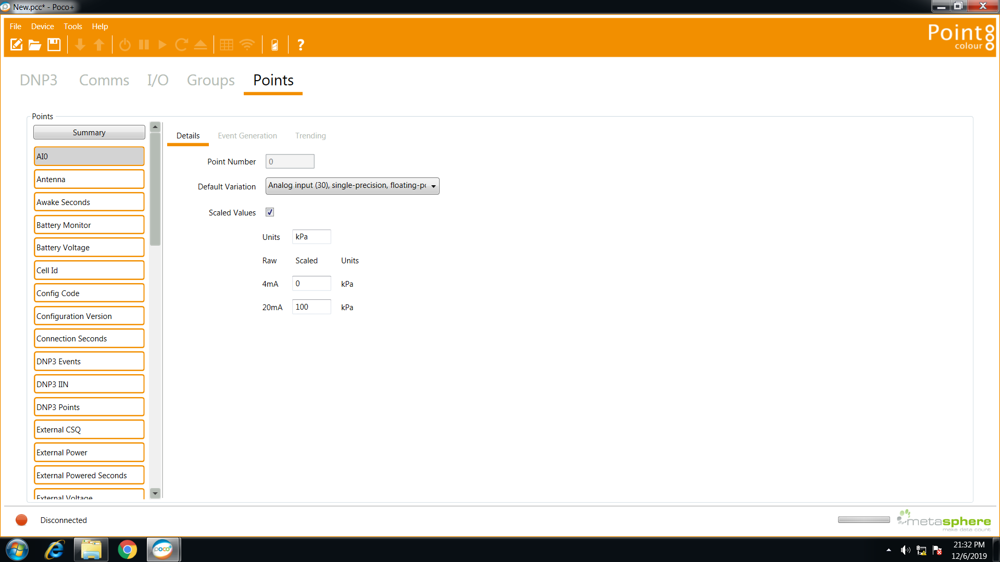 New.pcc* - Poco+
File Device Tools Help
?
Point
colour
DNP3 Comms I/O Groups Points
Points
Summary
AI0
Antenna
Awake Seconds
Battery Monitor
Battery Voltage
Cell Id
Config Code
Configuration Version
Connection Seconds
DNP3 Events
DNP3 IIN
DNP3 Points
External CSQ
External Power
External Powered Seconds
External Voltage
Details Event Generation Trending
Point Number 0
Default Variation Analog input (30), single-precision, floating-po
Scaled Values
Units kPa
Raw Scaled Units
4mA 0 kPa
20mA 100 kPa
Disconnected
metasphere
make data count
poco+
21:32 PM
12/6/2019